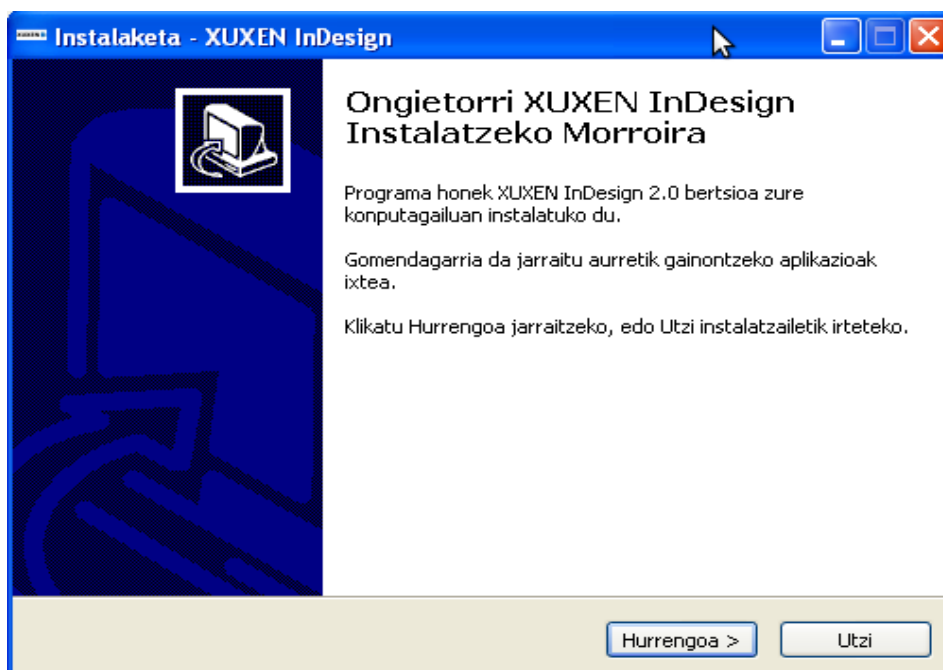 Instalaketa - XUXEN InDesign
Ongietorri XUXEN InDesign
Instalatzeko Morroira
Programa honek XUXEN InDesign 2.0 bertsioa zure
konputagailuan instalatuko du.
Gomendagarria da jarraitu aurretik gainontzeko aplikazioak
ixtea.
Klikatu Hurrengoa jarraitzeko, edo Utzi instalatzailetik irteteko.
Hurrengoa >
Utzi